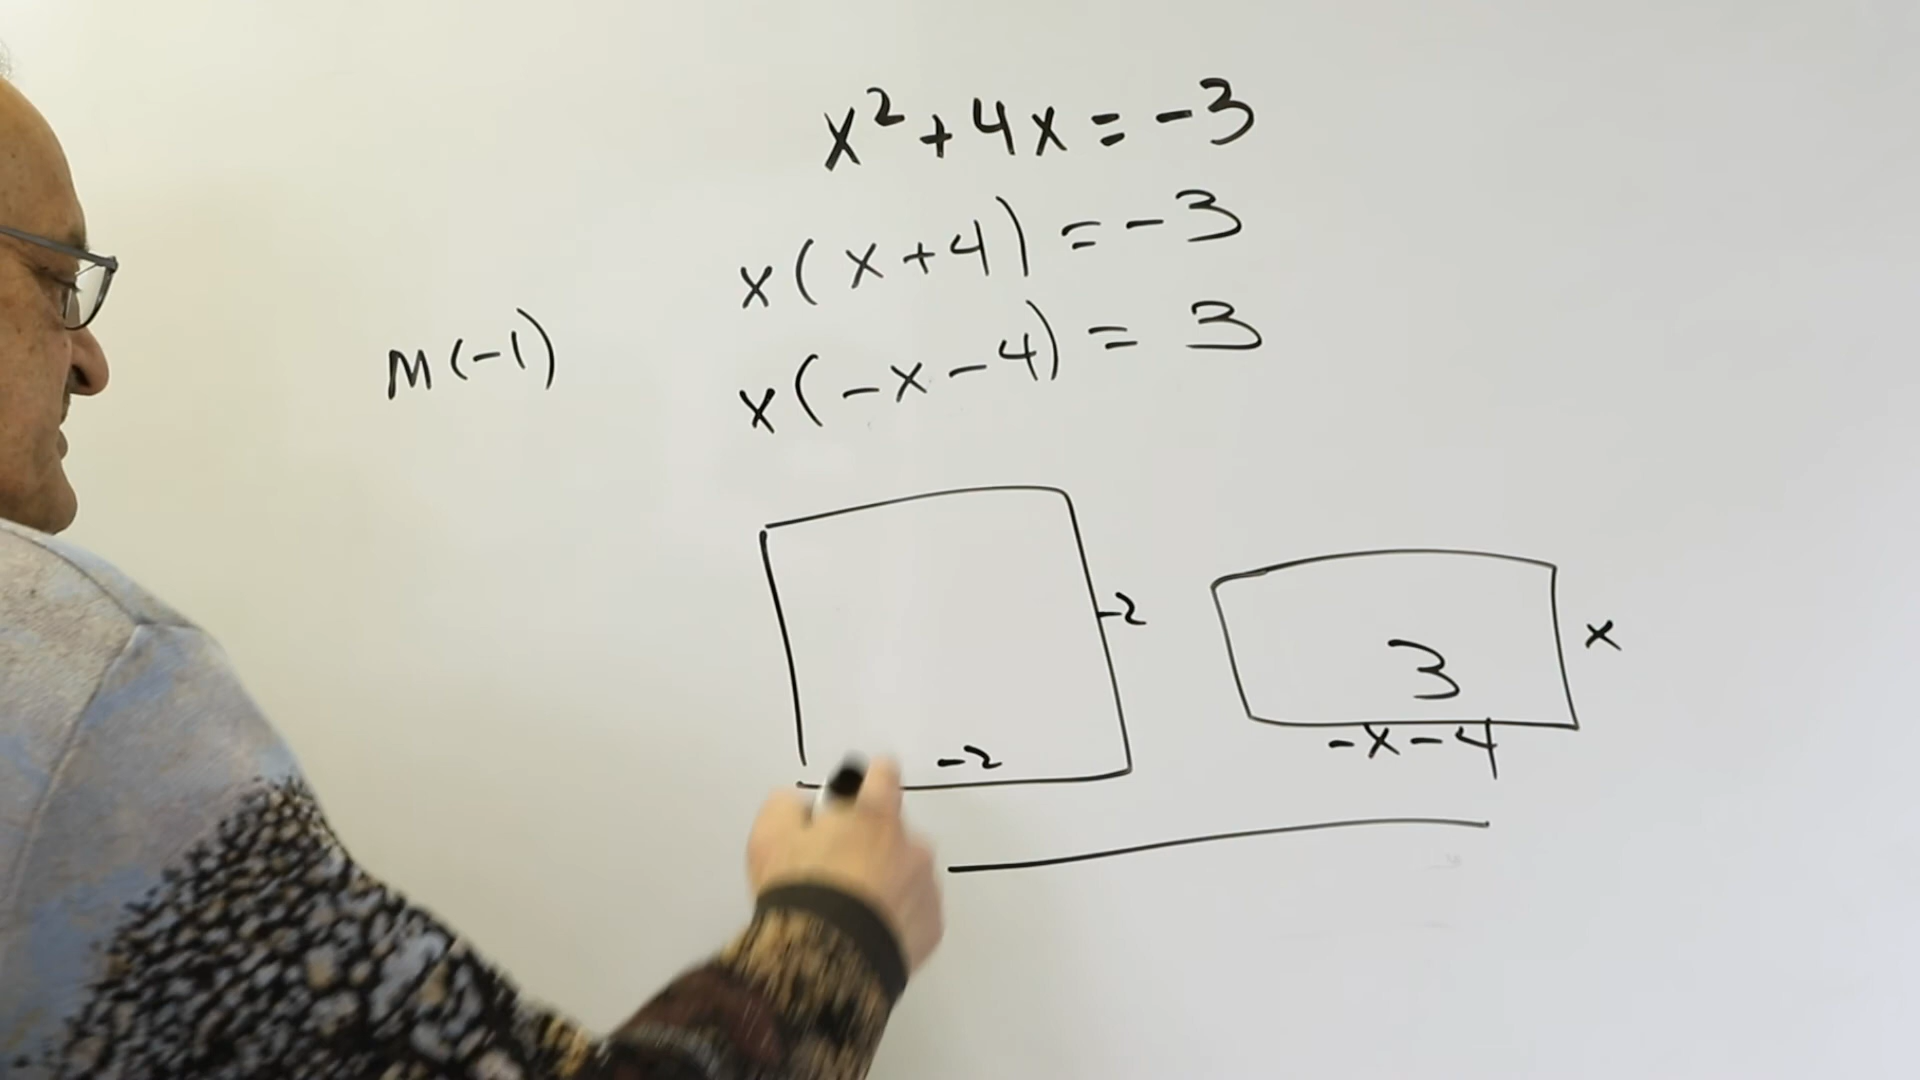 x² + 4x = -3
x(x+4) = -3
M(-1)
x(-x-4) = 3
-2
-2
3
x
-x-4